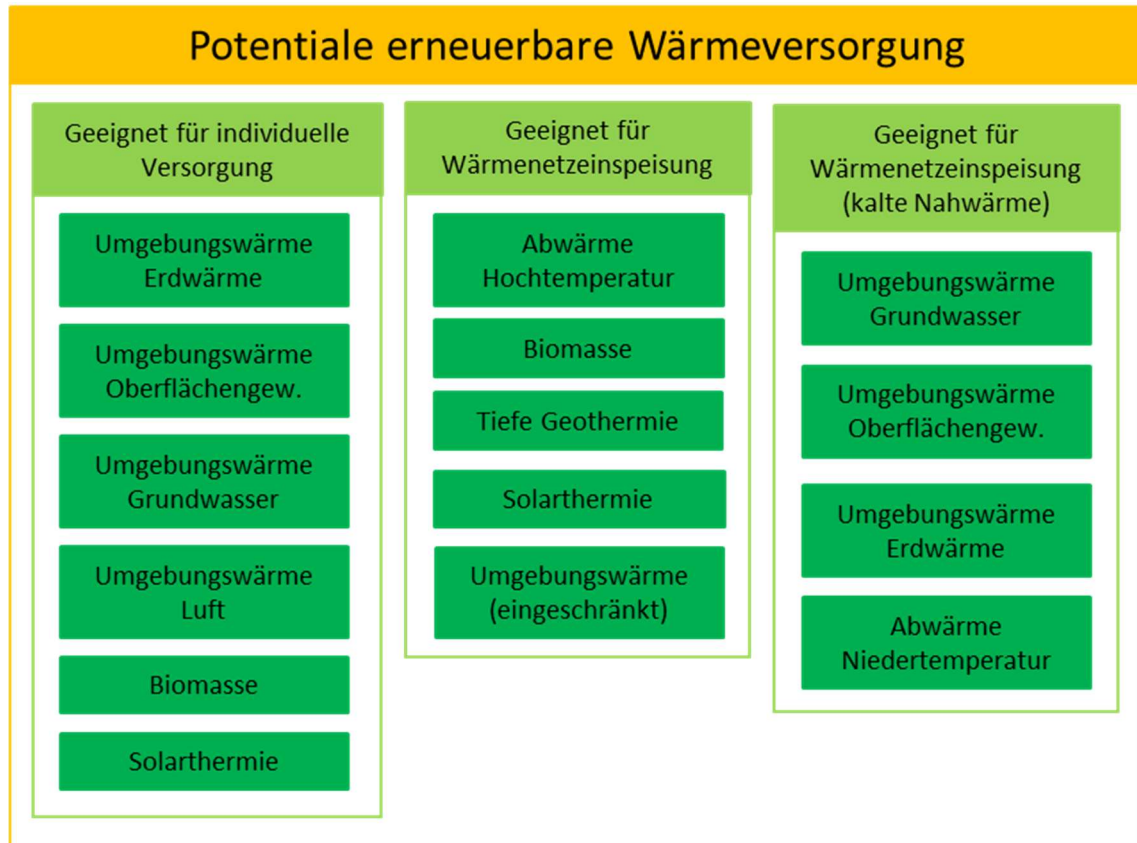 Potentiale erneuerbare Wärmeversorgung
Geeignet für individuelle
Versorgung
Umgebungswärme
Erdwärme
Umgebungswärme
Oberflächengew.
Umgebungswärme
Grundwasser
Umgebungswärme
Luft
Biomasse
Solarthermie
Geeignet für
Wärmenetzeinspeisung
Abwärme
Hochtemperatur
Biomasse
Tiefe Geothermie
Solarthermie
Umgebungswärme
(eingeschränkt)
Geeignet für
Wärmenetzeinspeisung
(kalte Nahwärme)
Umgebungswärme
Grundwasser
Umgebungswärme
Oberflächengew.
Umgebungswärme
Erdwärme
Abwärme
Niedertemperatur